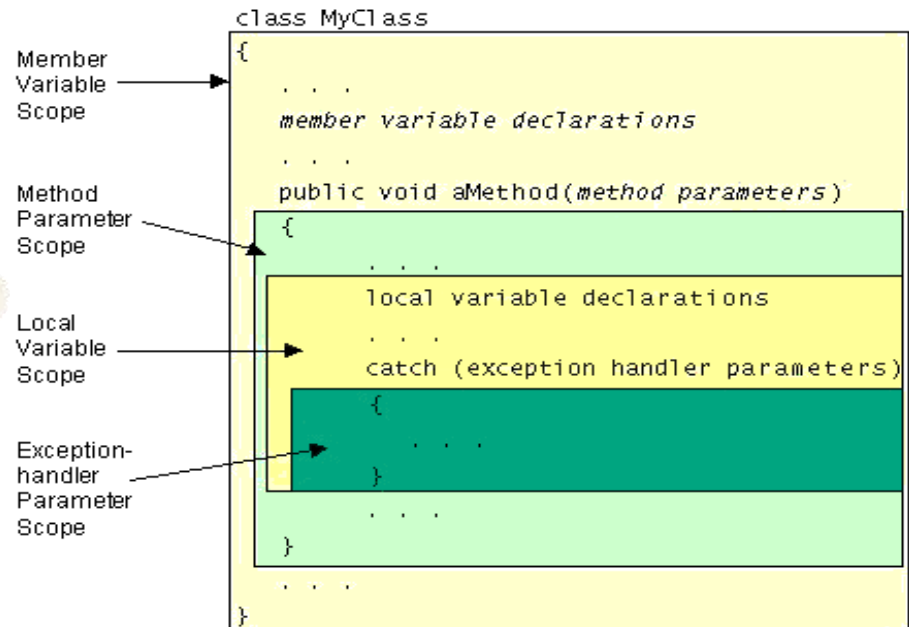 class MyClass
{
Member
Variable
Scope
. . .
member variable declarations
. . .
public void aMethod(method parameters)
Method
Parameter
Scope
{
. . .
local variable declarations
. . .
Local
Variable
Scope
catch (exception handler parameters)
{
. . .
}
Exception-
handler
Parameter
Scope
. . .
}
. . .
}